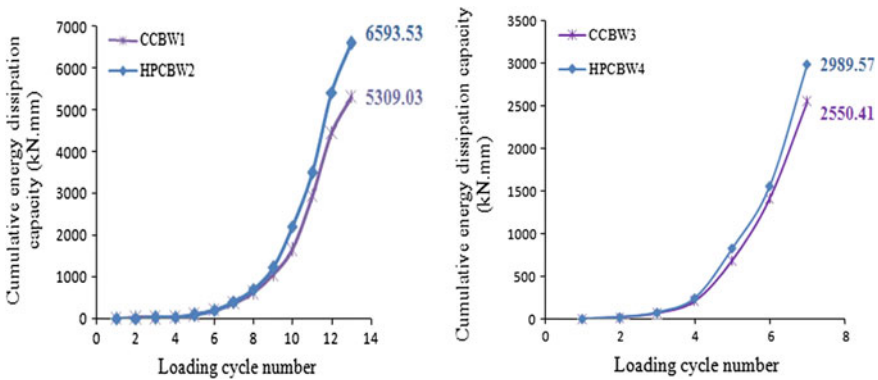 Cumulative energy dissipation
capacity (kN.mm)
7000
6000
5000
4000
3000
2000
1000
0
CCBW1
HPCBW2
6593.53
5309.03
0 2 4 6 8 10 12 14
Loading cycle number
Cumulative energy dissipation capacity
(kN.mm)
3500
3000
2500
2000
1500
1000
500
0
CCBW3
HPCBW4
2989.57
2550.41
0 2 4 6 8
Loading cycle number